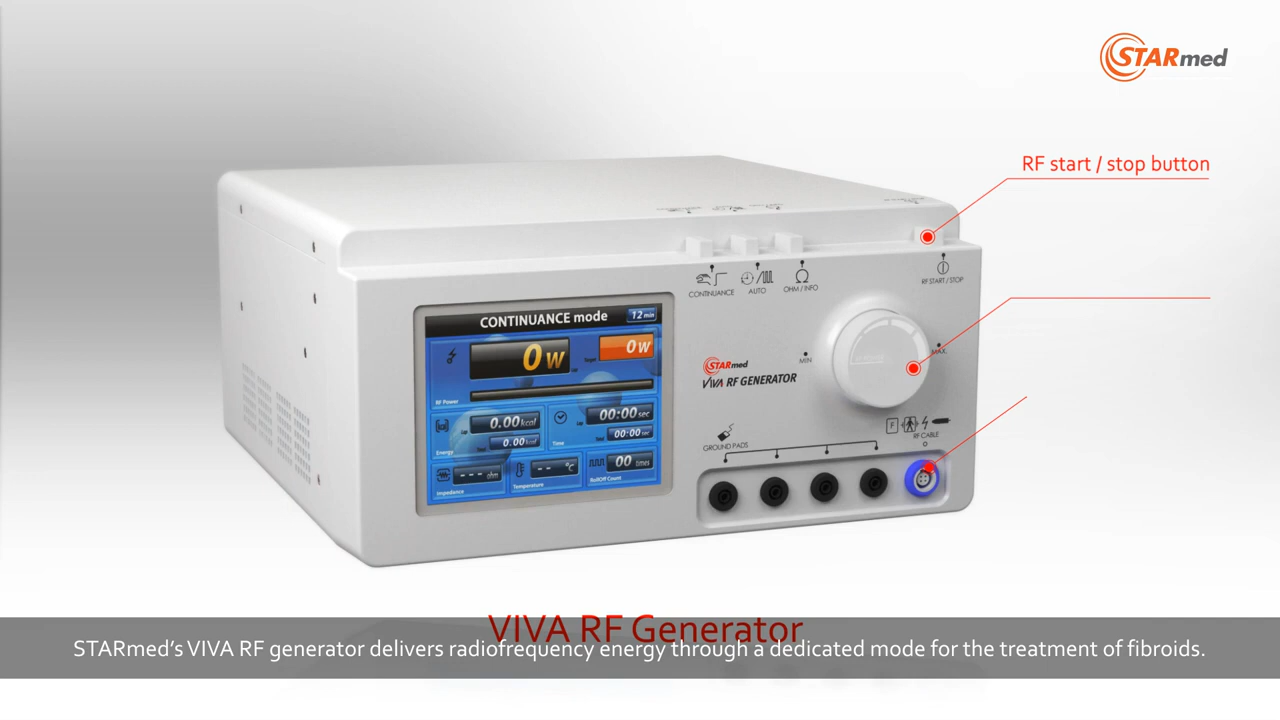 STARmed
RF start / stop button
CONTINUANCE
AUTO
OHM / INFO
RF START / STOP
CONTINUANCE mode
12 min
0 W
0 W
RF Power
MIN
MAX.
STARmed
VIVA RF GENERATOR
0.00 kcal
0.00 kcal
Energy
00:00 sec
00:00 sec
Time
GROUND PADS
F
RF CABLE
--- ohm
Impedance
-- °C
Temperature
00 times
RollOff Count
VIVA RF Generator
STARmed's VIVA RF generator delivers radiofrequency energy through a dedicated mode for the treatment of fibroids.